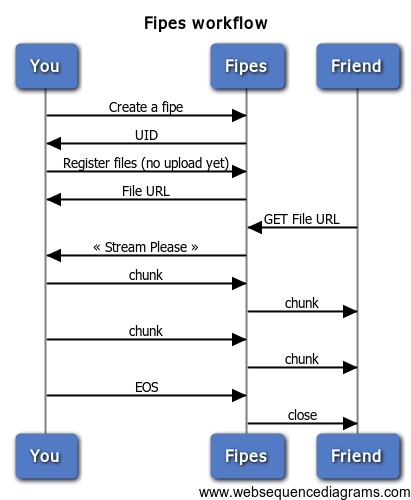 Fipes workflow
You Fipes Friend
Create a fipe
UID
Register files (no upload yet)
File URL
GET File URL
« Stream Please »
chunk
chunk
chunk
chunk
EOS
close
You Fipes Friend
www.websequencediagrams.com